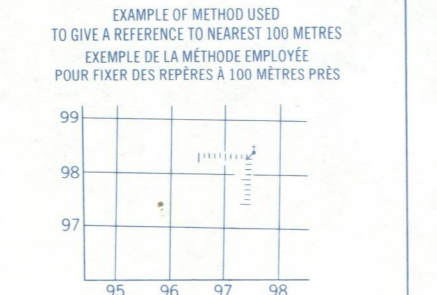 EXAMPLE OF METHOD USED
TO GIVE A REFERENCE TO NEAREST 100 METRES
EXEMPLE DE LA MÉTHODE EMPLOYÉE
POUR FIXER DES REPÈRES À 100 MÈTRES PRÈS
99
98
97
95 96 97 98